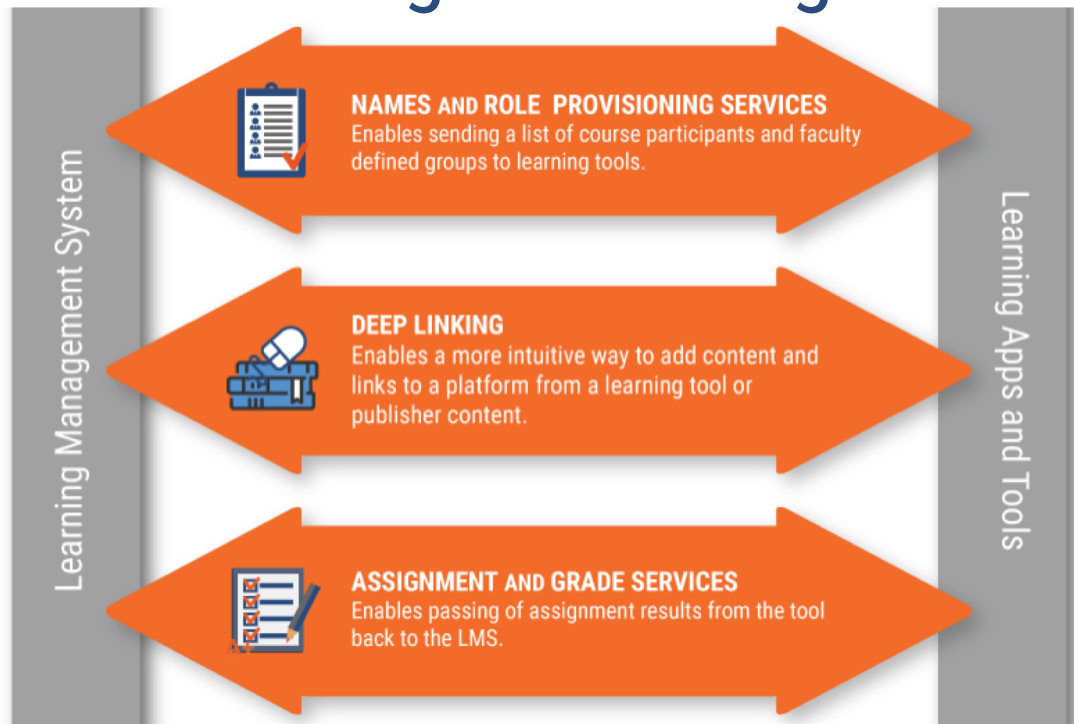 Learning Management System
NAMES AND ROLE PROVISIONING SERVICES
Enables sending a list of course participants and faculty
defined groups to learning tools.
DEEP LINKING
Enables a more intuitive way to add content and
links to a platform from a learning tool or
publisher content.
A+
ASSIGNMENT AND GRADE SERVICES
Enables passing of assignment results from the tool
back to the LMS.
Learning Apps and Tools